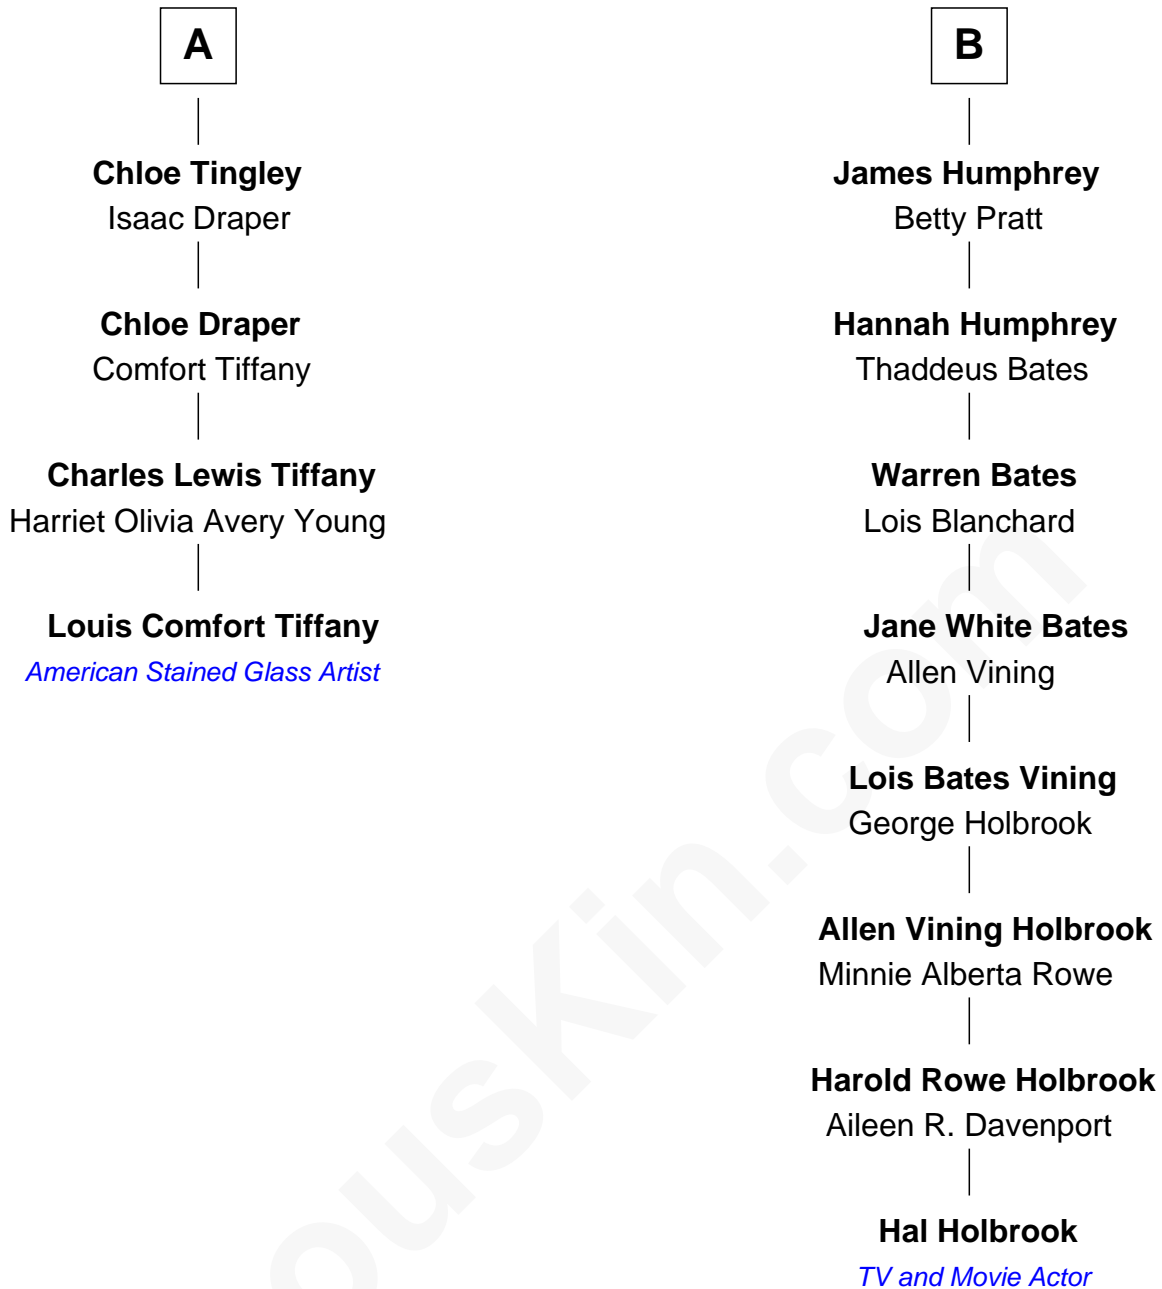 A
Chloe Tingley
Isaac Draper
Chloe Draper
Comfort Tiffany
Charles Lewis Tiffany
Harriet Olivia Avery Young
Louis Comfort Tiffany
American Stained Glass Artist
B
James Humphrey
Betty Pratt
Hannah Humphrey
Thaddeus Bates
Warren Bates
Lois Blanchard
Jane White Bates
Allen Vining
Lois Bates Vining
George Holbrook
Allen Vining Holbrook
Minnie Alberta Rowe
Harold Rowe Holbrook
Aileen R. Davenport
Hal Holbrook
TV and Movie Actor
ousKin.com